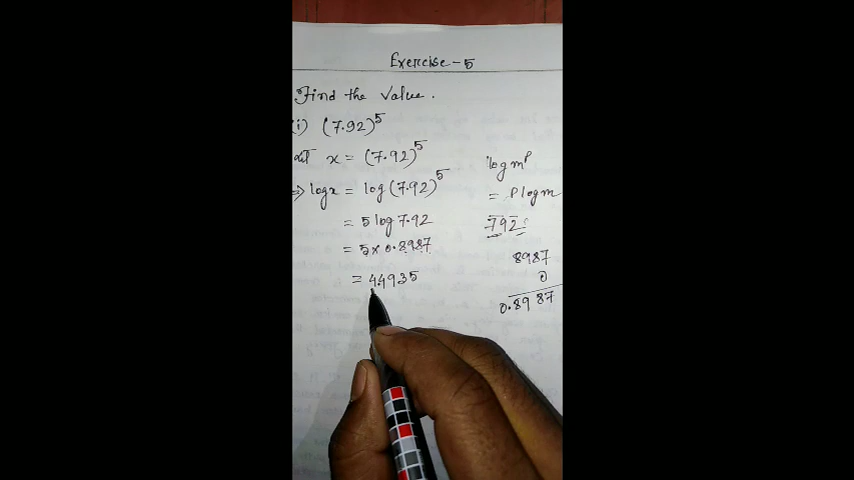 Exercise-5
Find the value.
(i) (7.92)^5
x = (7.92)^5
⇒ logx = log(7.92)^5
= 5 log 7.92
= 5 × 0.8987
= 4.4935
log m^p
= P log m
792
8987
0
0.8987